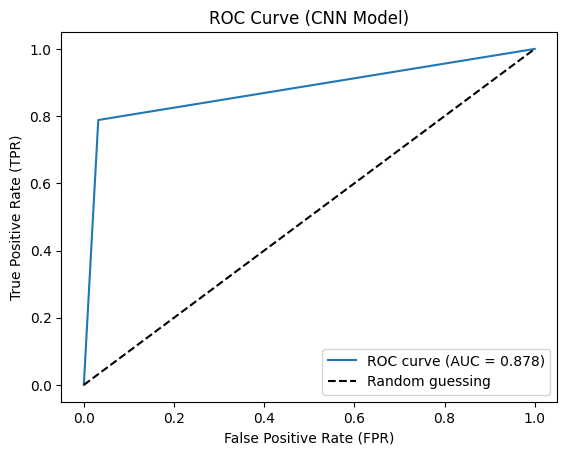 ROC Curve (CNN Model)
True Positive Rate (TPR)
1.0
0.8
0.6
0.4
0.2
0.0
ROC curve (AUC = 0.878)
Random guessing
0.0 0.2 0.4 0.6 0.8 1.0
False Positive Rate (FPR)